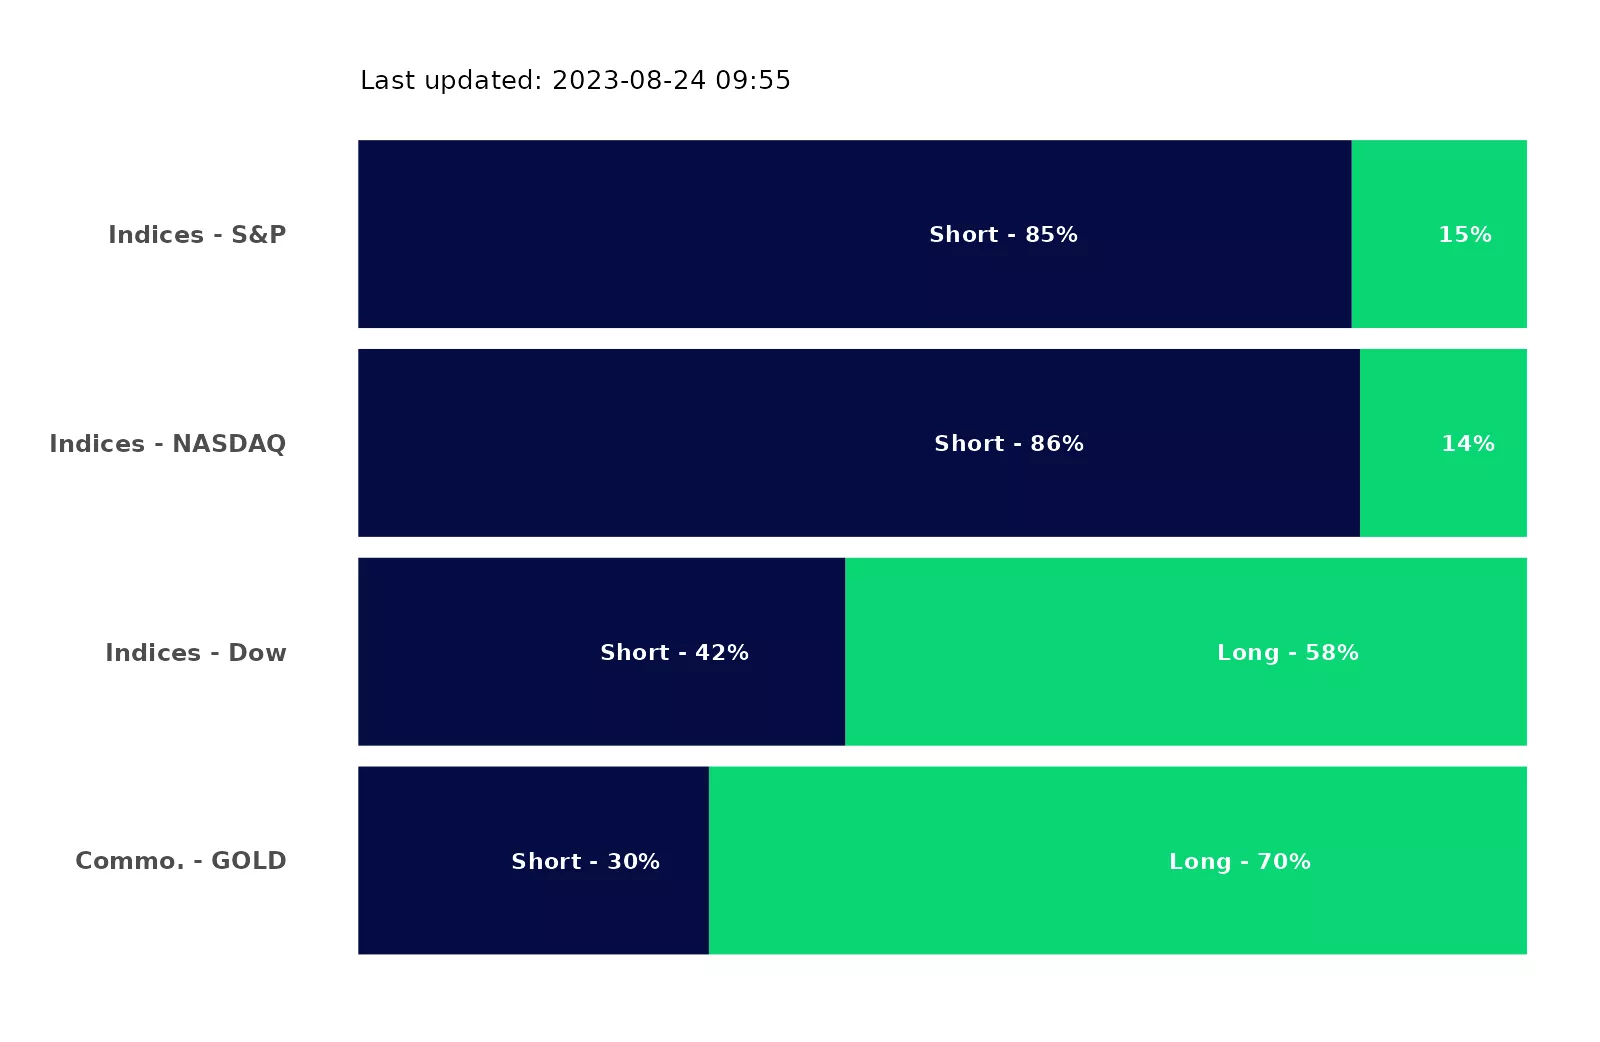 Last updated: 2023-08-24 09:55
Indices - S&P Short - 85% 15%
Indices - NASDAQ Short - 86% 14%
Indices - Dow Short - 42% Long - 58%
Commo. - GOLD Short - 30% Long - 70%